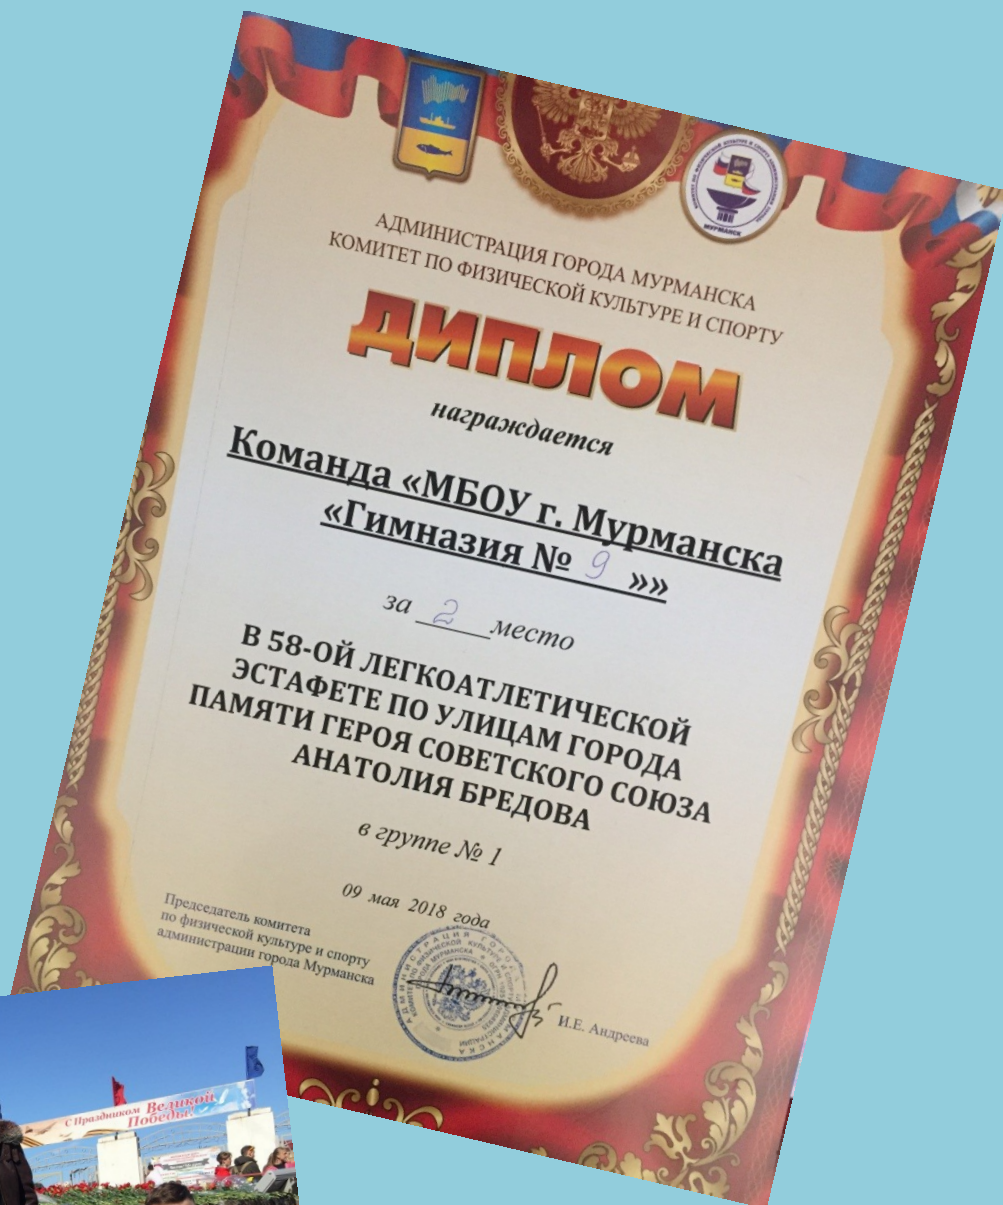 АДМИНИСТРАЦИЯ ГОРОДА МУРМАНСКА
КОМИТЕТ ПО ФИЗИЧЕСКОЙ КУЛЬТУРЕ И СПОРТУ
ДИПЛОМ
награждается
Команда «МБОУ г. Мурманска
«Гимназия № 9 »»
за 2 место
В 58-ОЙ ЛЕГКОАТЛЕТИЧЕСКОЙ
ЭСТАФЕТЕ ПО УЛИЦАМ ГОРОДА
ПАМЯТИ ГЕРОЯ СОВЕТСКОГО СОЮЗА
АНАТОЛИЯ БРЕДОВА
в группе № 1
09 мая 2018 года
Председатель комитета
по физической культуре и спорту
администрации города Мурманска
И.Е. Андреева
МУРМАНСК
С Праздником Великой
Победы!